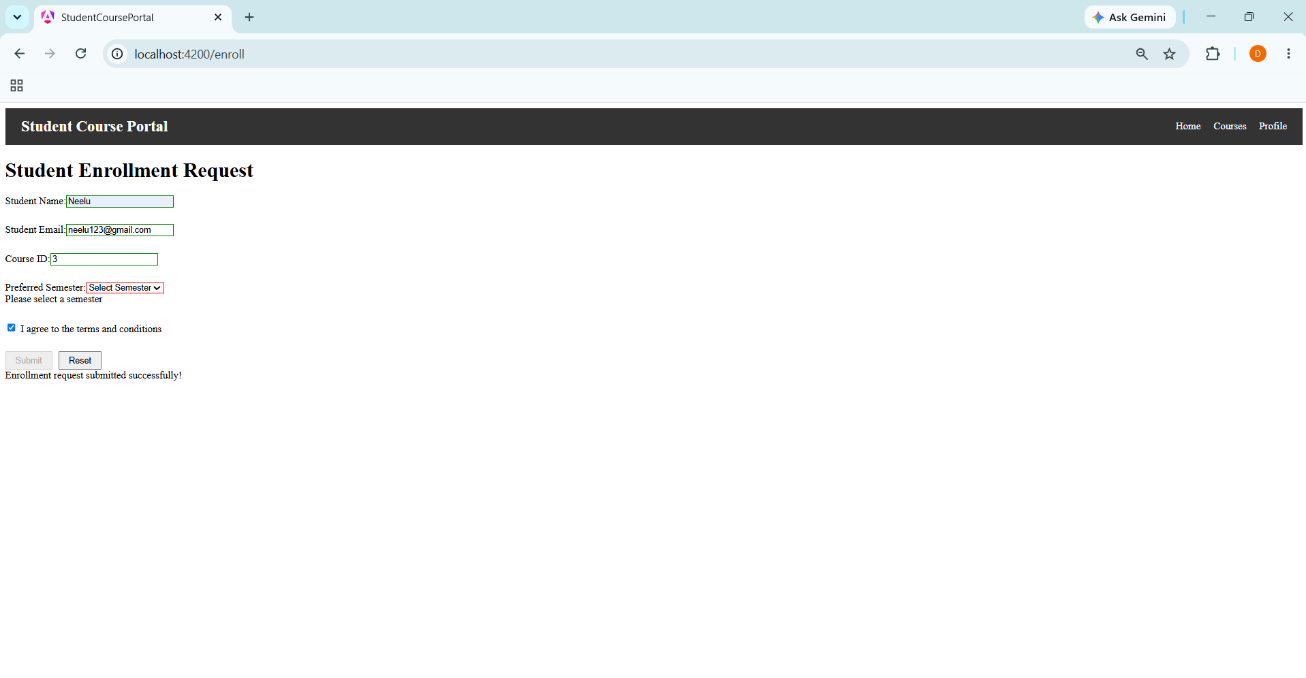 StudentCoursePortal
Ask Gemini
localhost:4200/enroll
D
Student Course Portal Home Courses Profile
Student Enrollment Request
Student Name: Neelu
Student Email: neelu123@gmail.com
Course ID: 3
Preferred Semester: Select Semester
Please select a semester
I agree to the terms and conditions
Submit Reset
Enrollment request submitted successfully!